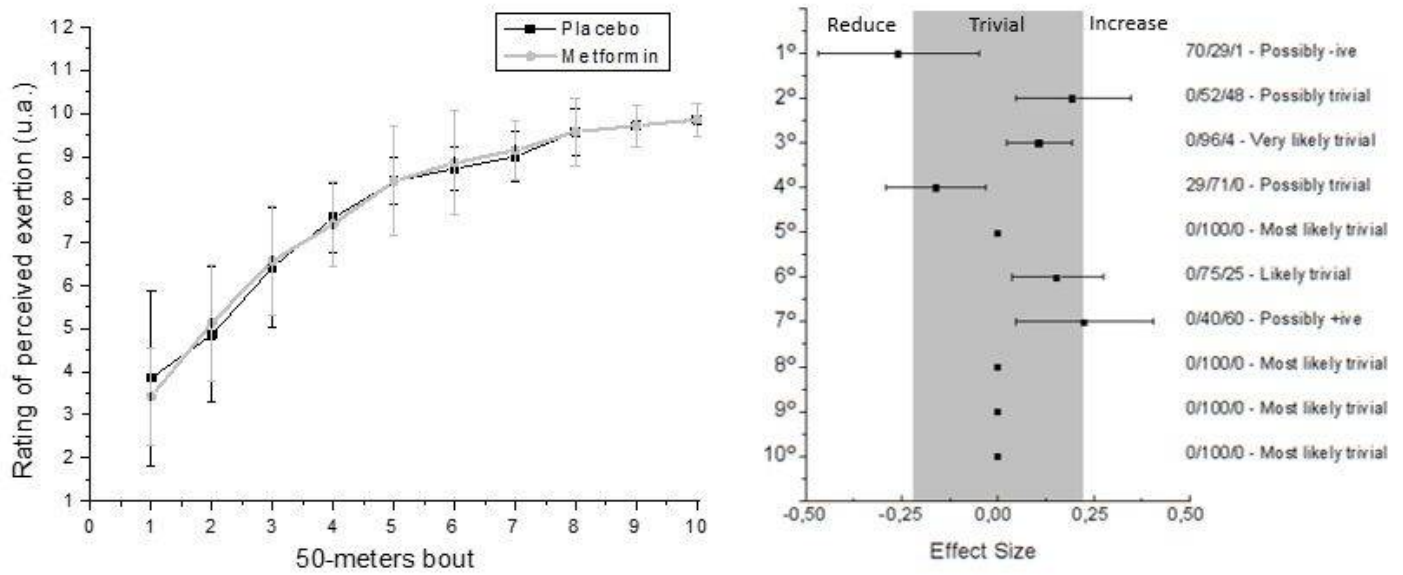 Rating of perceived exertion (u.a.)
12
11
10
9
8
7
6
5
4
3
2
1
Placebo
Metformin
0 1 2 3 4 5 6 7 8 9 10
50-meters bout
Reduce Trivial Increase
1º 70/29/1 - Possibly -ive
2º 0/52/48 - Possibly trivial
3º 0/96/4 - Very likely trivial
4º 29/71/0 - Possibly trivial
5º 0/100/0 - Most likely trivial
6º 0/75/25 - Likely trivial
7º 0/40/60 - Possibly +ive
8º 0/100/0 - Most likely trivial
9º 0/100/0 - Most likely trivial
10º 0/100/0 - Most likely trivial
-0,50 -0,25 0,00 0,25 0,50
Effect Size